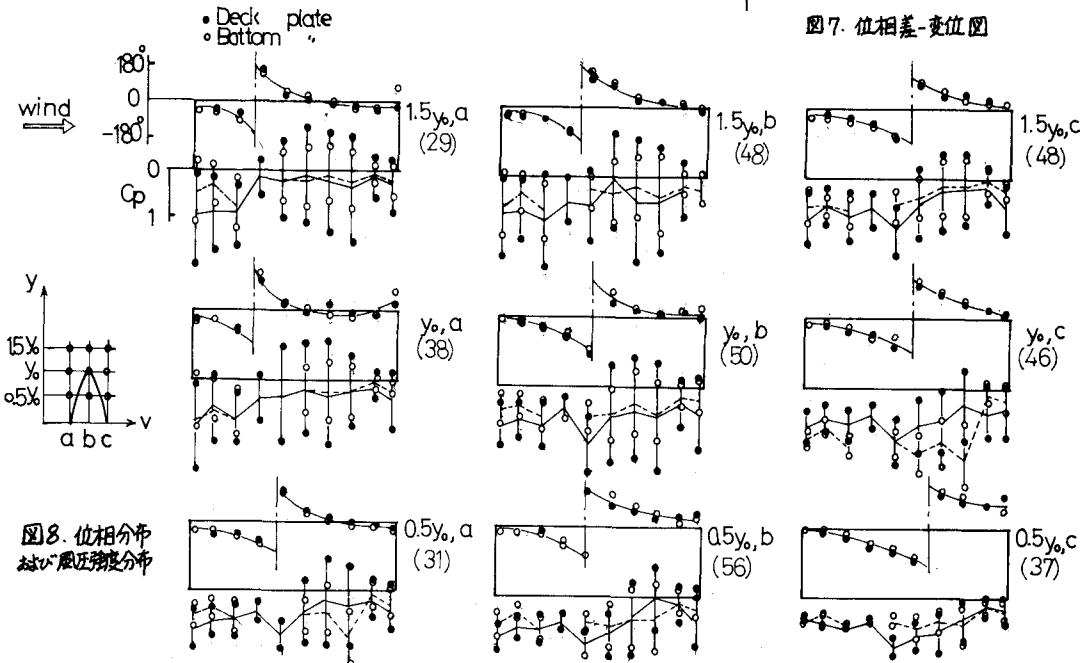 • Deck plate
○ Bottom 〃
図7. 位相差-変位図
180°
0
-180°
wind
0
Cp
1
1.5y₀, a
(29)
1.5y₀, b
(48)
1.5y₀, c
(48)
y
1.5y₀
y₀
0.5y₀
a b c
v
y₀, a
(38)
y₀, b
(50)
y₀, c
(46)
図8. 位相分布
および風圧強度分布
0.5y₀, a
(31)
0.5y₀, b
(56)
0.5y₀, c
(37)